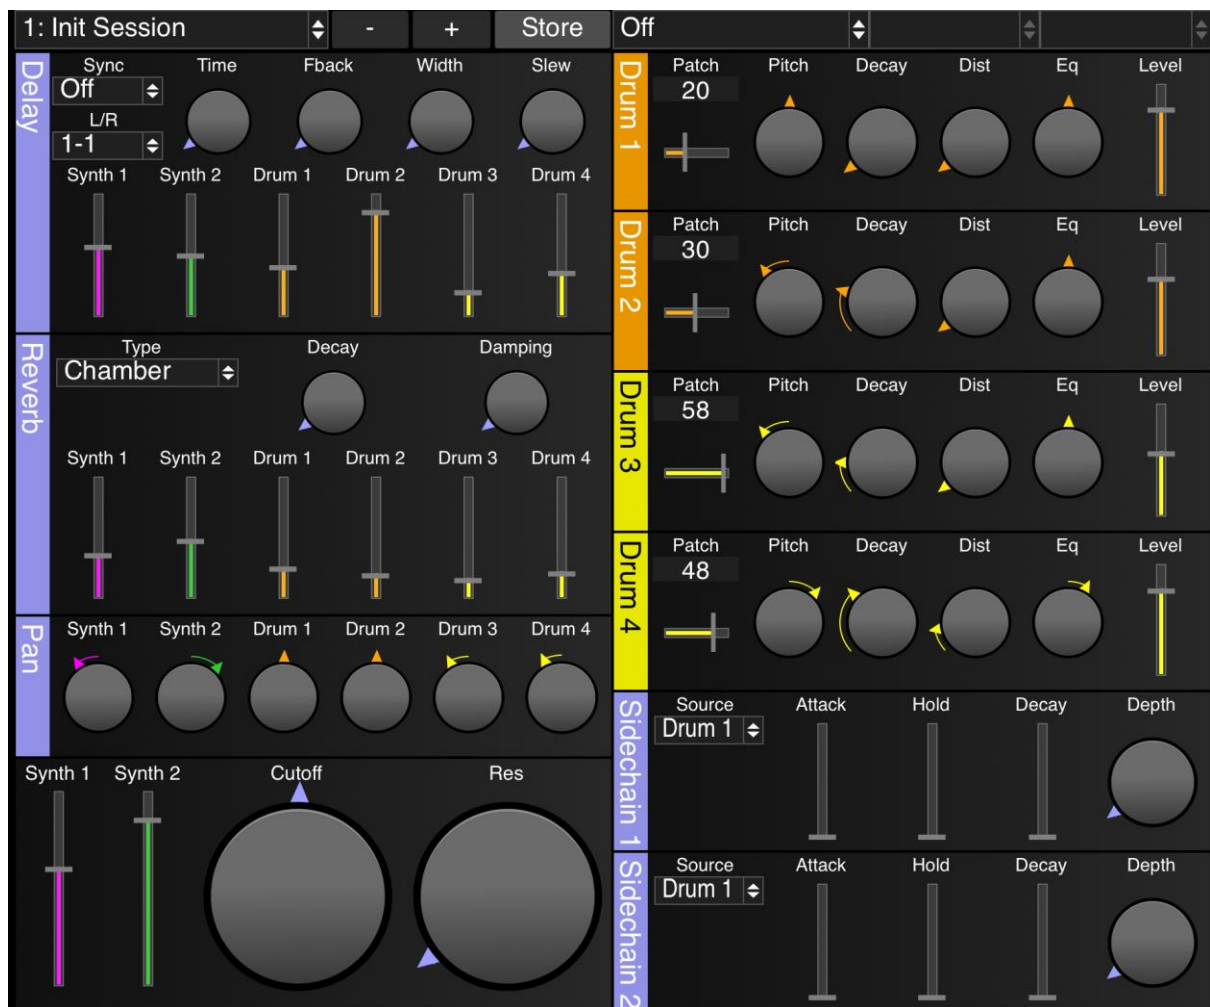 1: Init Session - + Store Off
Delay
Sync Time Fback Width Slew
Off
L/R
1-1
Synth 1 Synth 2 Drum 1 Drum 2 Drum 3 Drum 4
Reverb
Type Decay Damping
Chamber
Synth 1 Synth 2 Drum 1 Drum 2 Drum 3 Drum 4
Pan
Synth 1 Synth 2 Drum 1 Drum 2 Drum 3 Drum 4
Synth 1 Synth 2 Cutoff Res
Drum 1
Patch Pitch Decay Dist Eq Level
20
Drum 2
Patch Pitch Decay Dist Eq Level
30
Drum 3
Patch Pitch Decay Dist Eq Level
58
Drum 4
Patch Pitch Decay Dist Eq Level
48
Sidechain 1
Source Attack Hold Decay Depth
Drum 1
Sidechain 2
Source Attack Hold Decay Depth
Drum 1